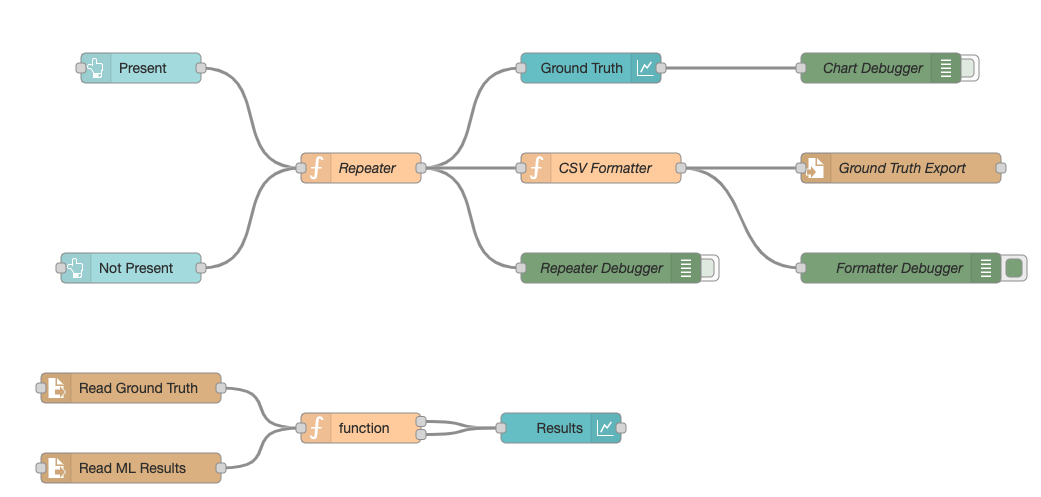 Present
Ground Truth
Chart Debugger
Repeater
CSV Formatter
Ground Truth Export
Not Present
Repeater Debugger
Formatter Debugger
Read Ground Truth
function
Results
Read ML Results